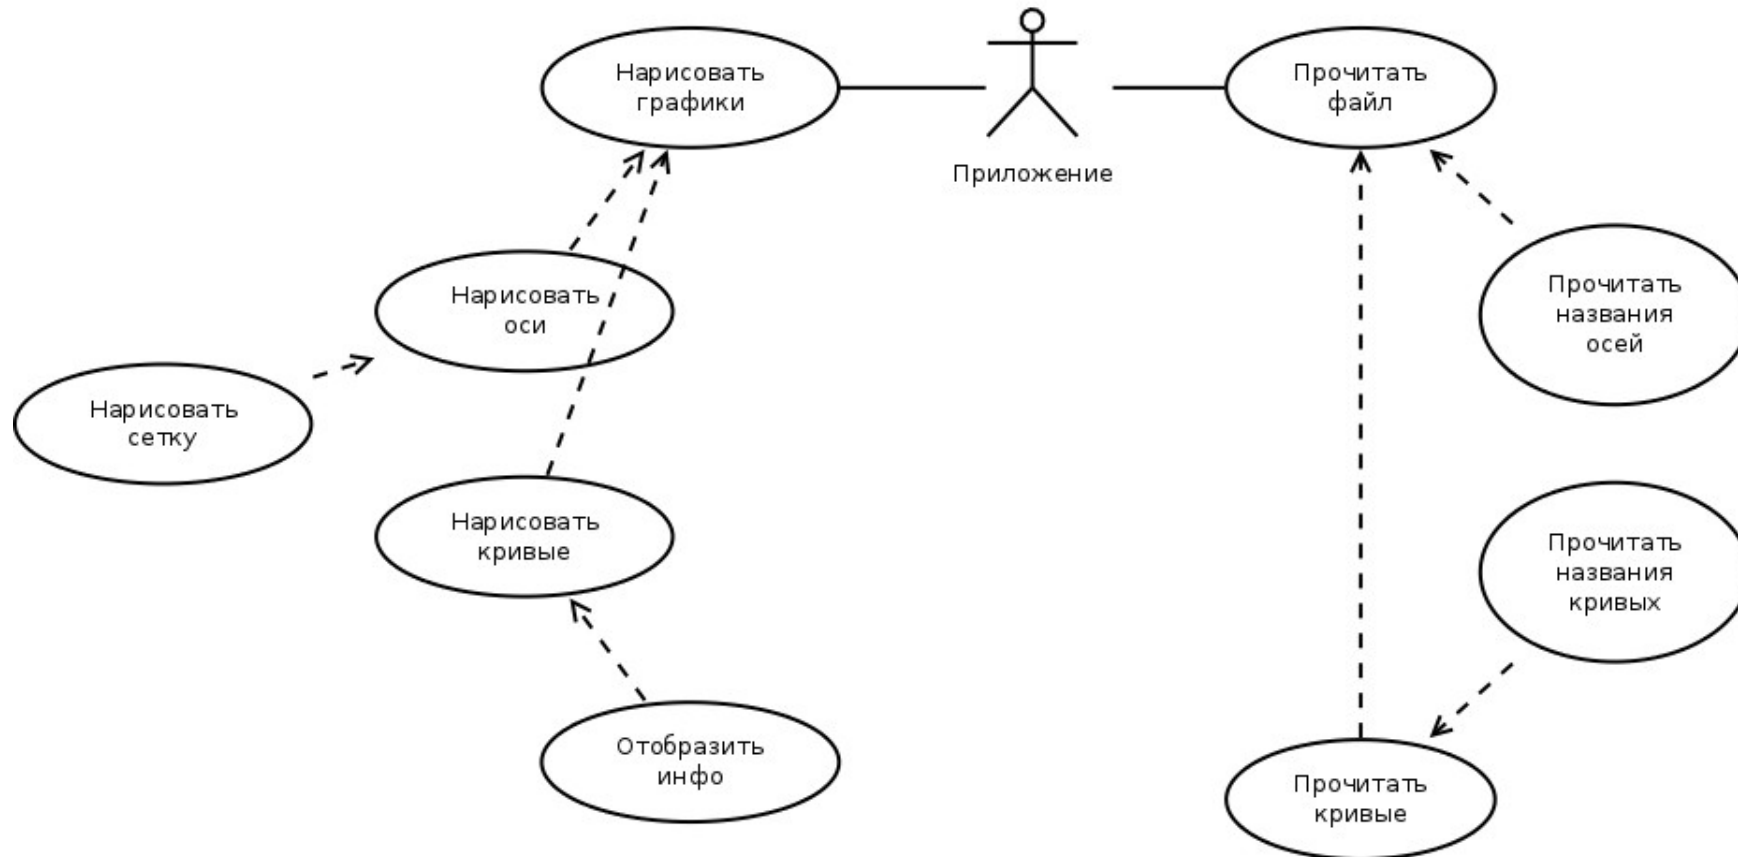 Нарисовать
графики
Приложение
Прочитать
файл
Нарисовать
оси
Прочитать
названия
осей
Нарисовать
сетку
Нарисовать
кривые
Прочитать
названия
кривых
Отобразить
инфо
Прочитать
кривые